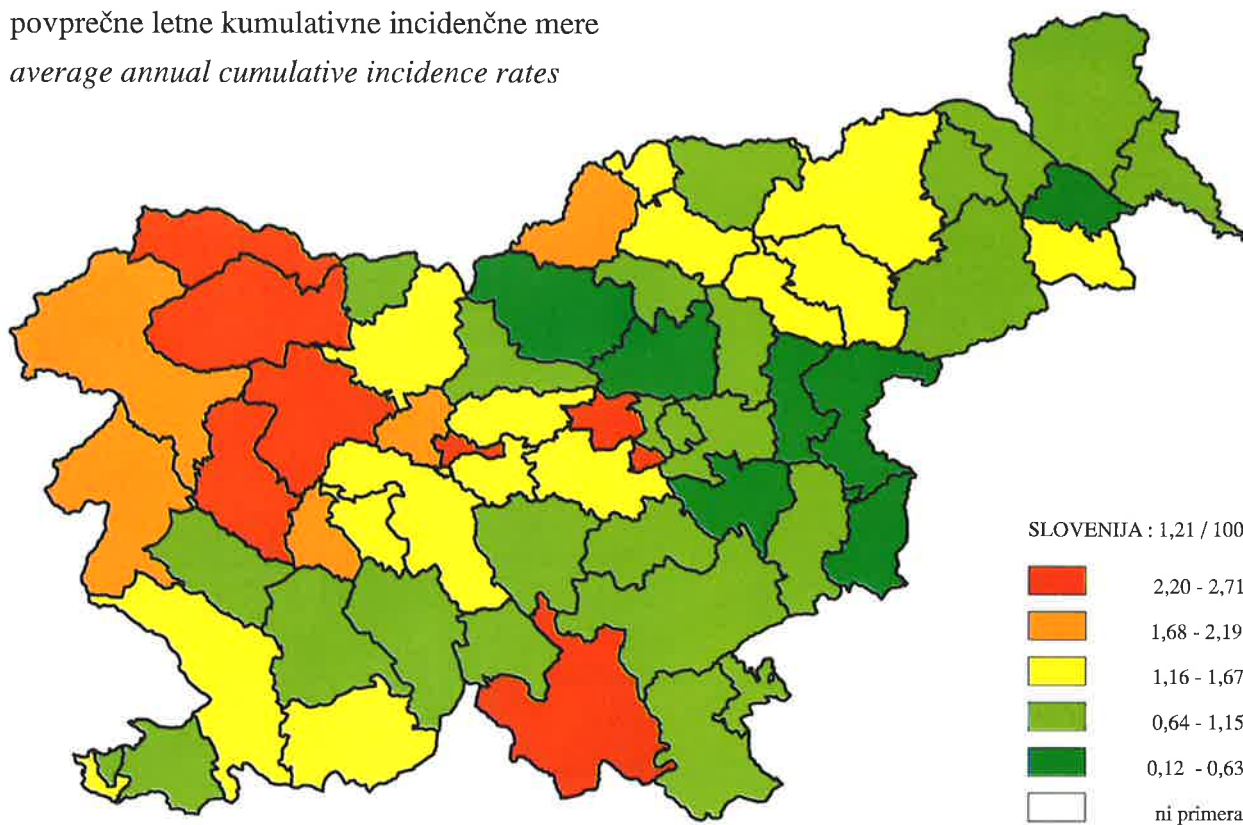 povprečne letne kumulativne incidenčne mere
average annual cumulative incidence rates
SLOVENIJA : 1,21 / 100
2,20 - 2,71
1,68 - 2,19
1,16 - 1,67
0,64 - 1,15
0,12 - 0,63
ni primera